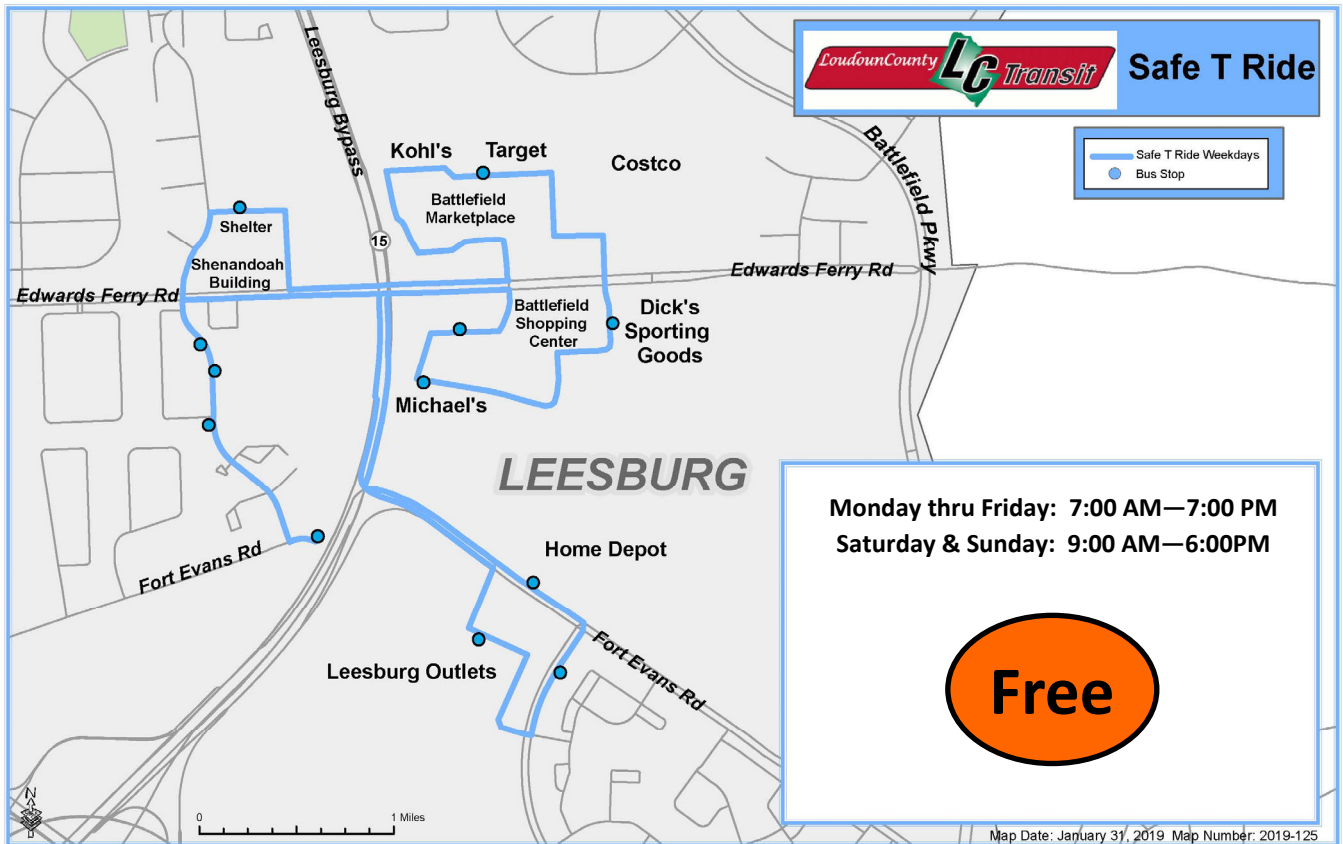 LoudounCounty LC Transit
Safe T Ride
Safe T Ride Weekdays
Bus Stop
Leesburg Bypass
Battlefield Pkwy
Kohl's
Target
Costco
Battlefield
Marketplace
Shelter
15
Shenandoah
Building
Edwards Ferry Rd
Edwards Ferry Rd
Battlefield
Shopping
Center
Dick's
Sporting
Goods
Michael's
LEESBURG
Monday thru Friday: 7:00 AM—7:00 PM
Saturday & Sunday: 9:00 AM—6:00PM
Home Depot
Fort Evans Rd
Fort Evans Rd
Leesburg Outlets
Free
N
0
1 Miles
Map Date: January 31, 2019 Map Number: 2019-125